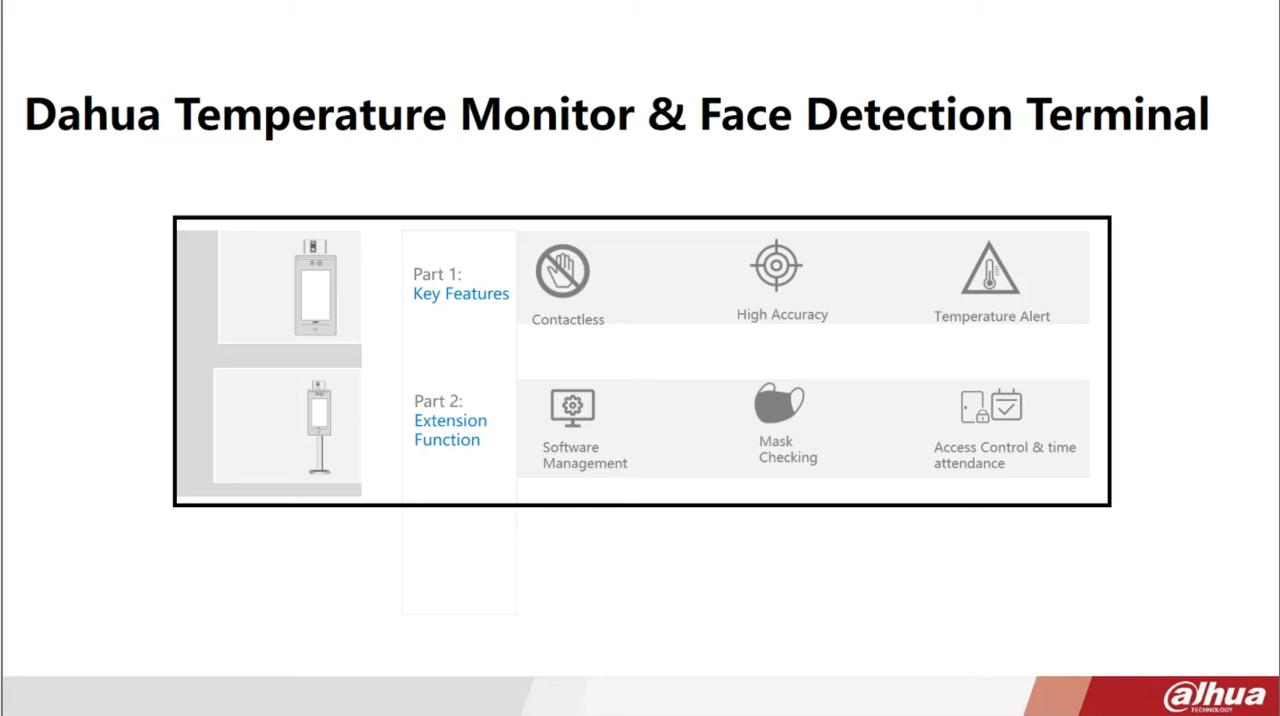 Dahua Temperature Monitor & Face Detection Terminal
Part 1:
Key Features
Contactless
High Accuracy
Temperature Alert
Part 2:
Extension
Function
Software
Management
Mask
Checking
Access Control & time
attendance
alhua
TECHNOLOGY